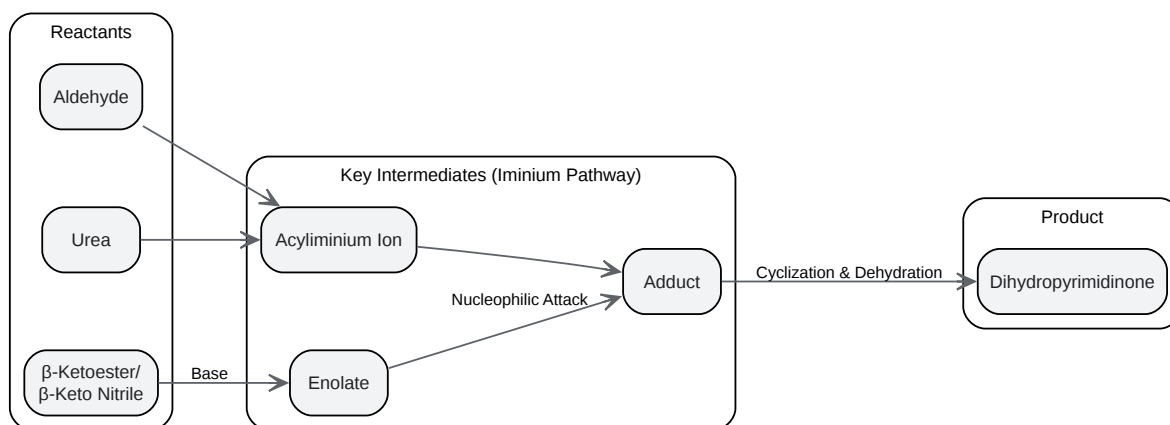 Reactants
Aldehyde
Urea
β-Ketoester/
β-Keto Nitrile
Base
Key Intermediates (Iminium Pathway)
Acyliminium Ion
Enolate
Nucleophilic Attack
Adduct
Cyclization & Dehydration
Product
Dihydropyrimidinone